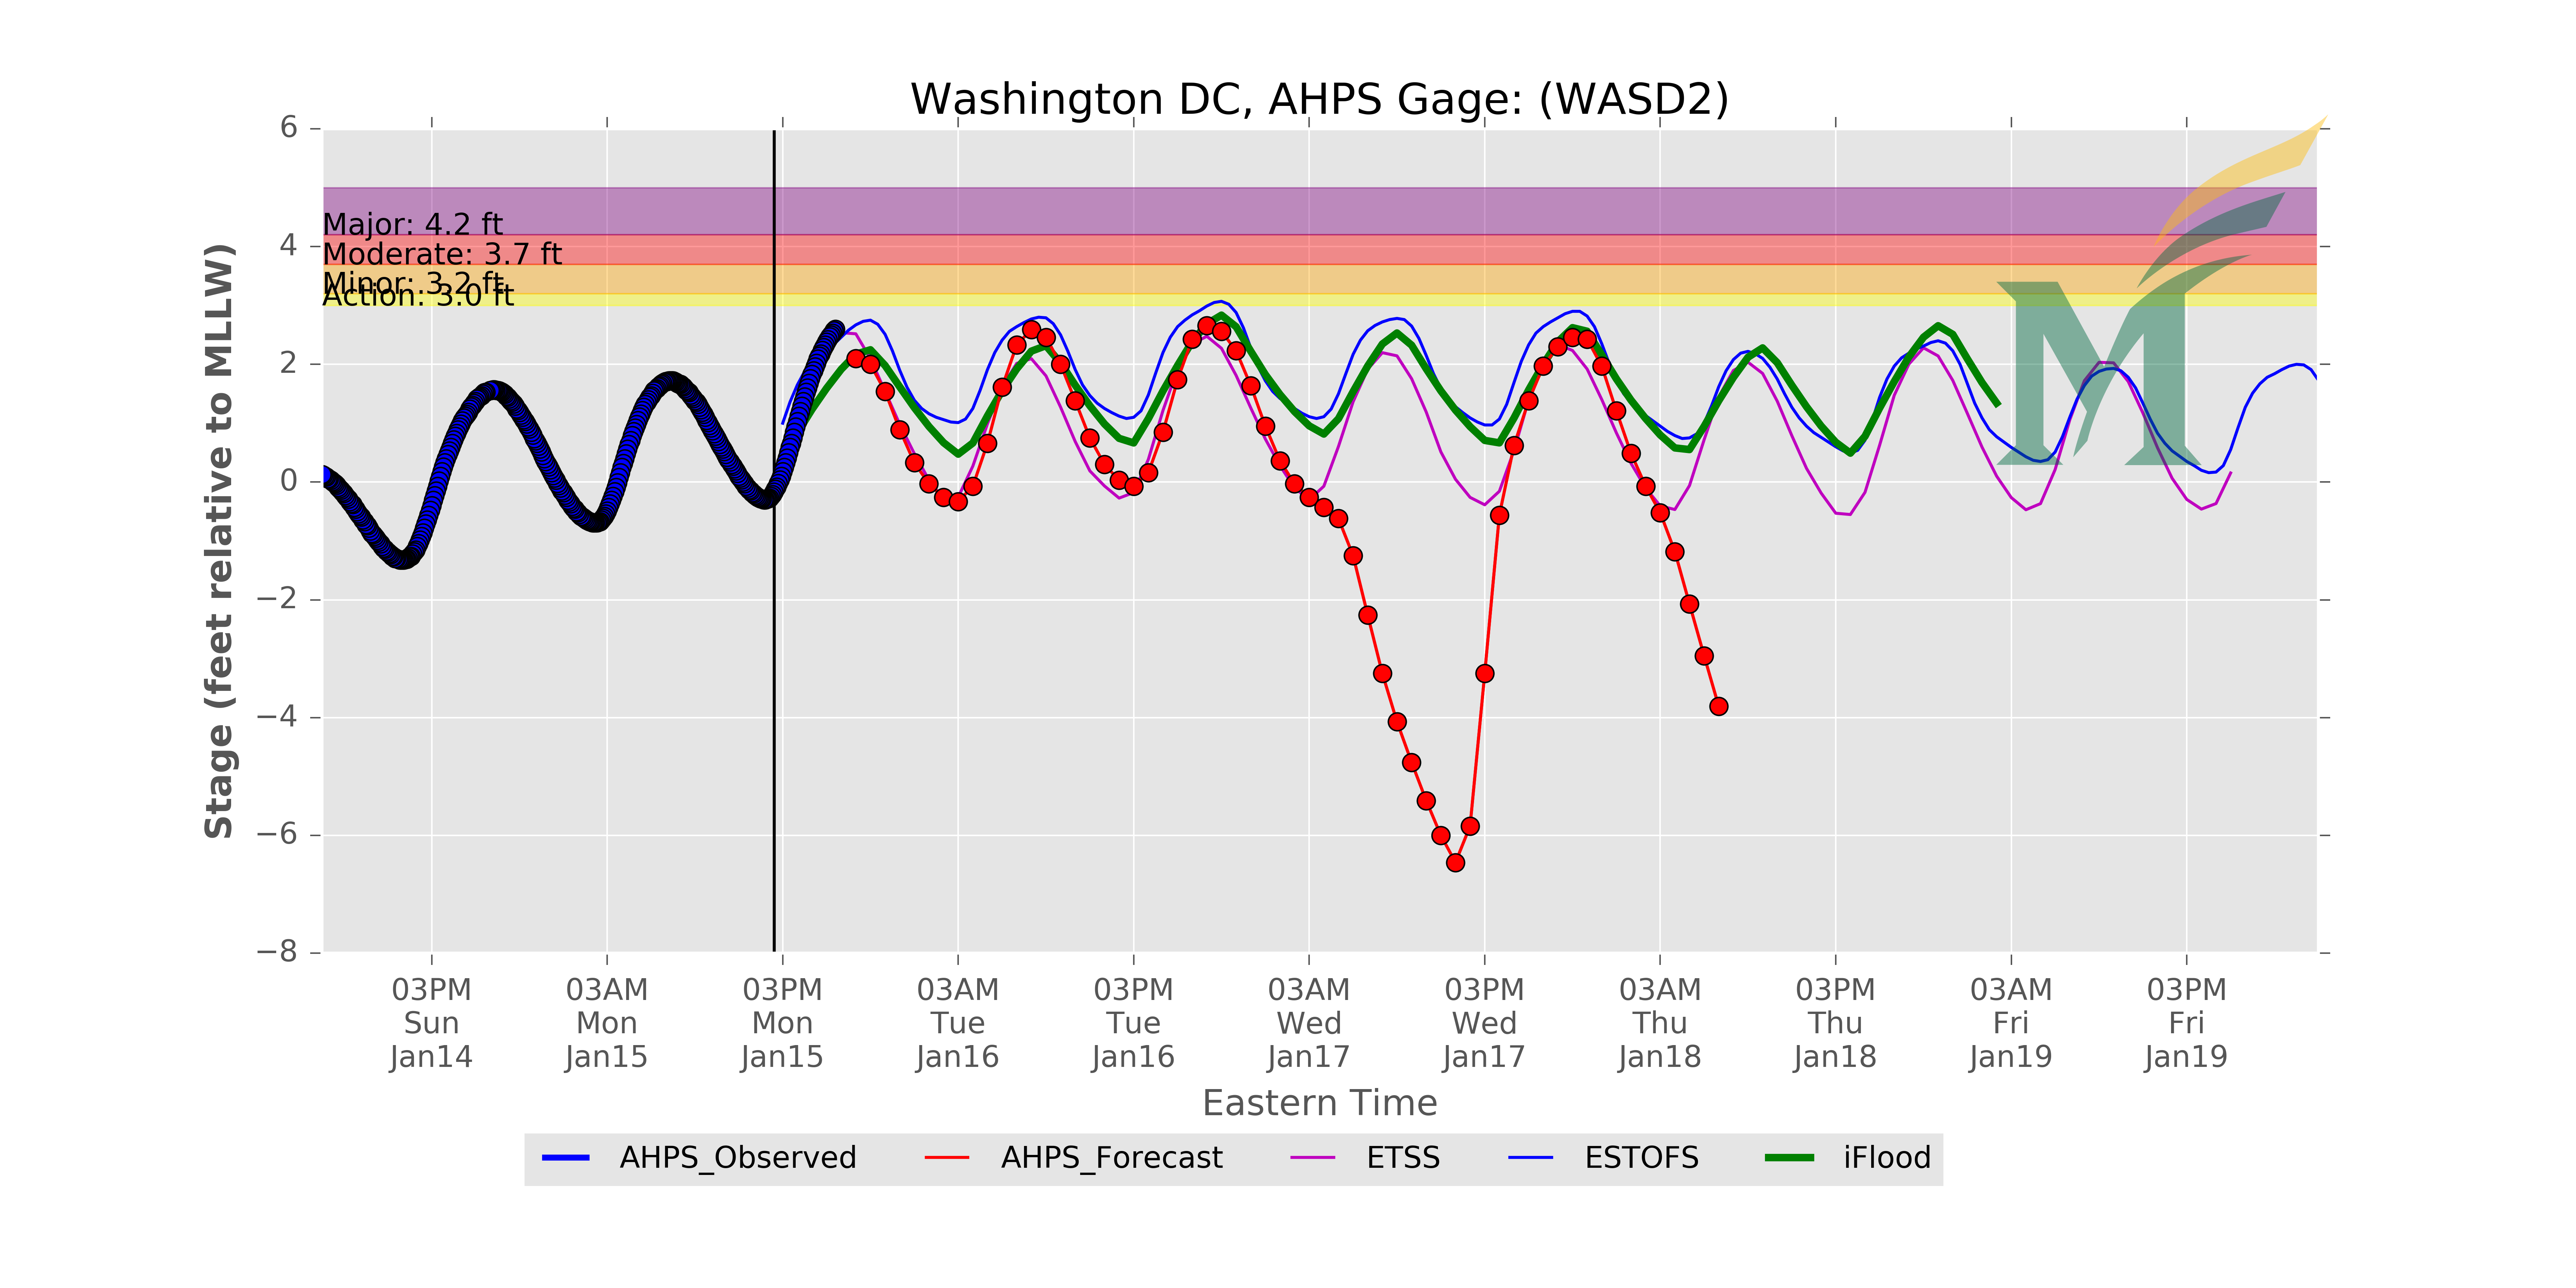 Washington DC, AHPS Gage: (WASD2)
6
4
2
0
−2
−4
−6
−8
Stage (feet relative to MLLW)
Major: 4.2 ft
Moderate: 3.7 ft
Minor: 3.2 ft
Action: 3.0 ft
M
03PM 03AM 03PM 03AM 03PM 03AM 03PM 03AM 03PM 03AM 03PM
Sun Mon Mon Tue Tue Wed Wed Thu Thu Fri Fri
Jan14 Jan15 Jan15 Jan16 Jan16 Jan17 Jan17 Jan18 Jan18 Jan19 Jan19
Eastern Time
AHPS_Observed AHPS_Forecast ETSS ESTOFS iFlood